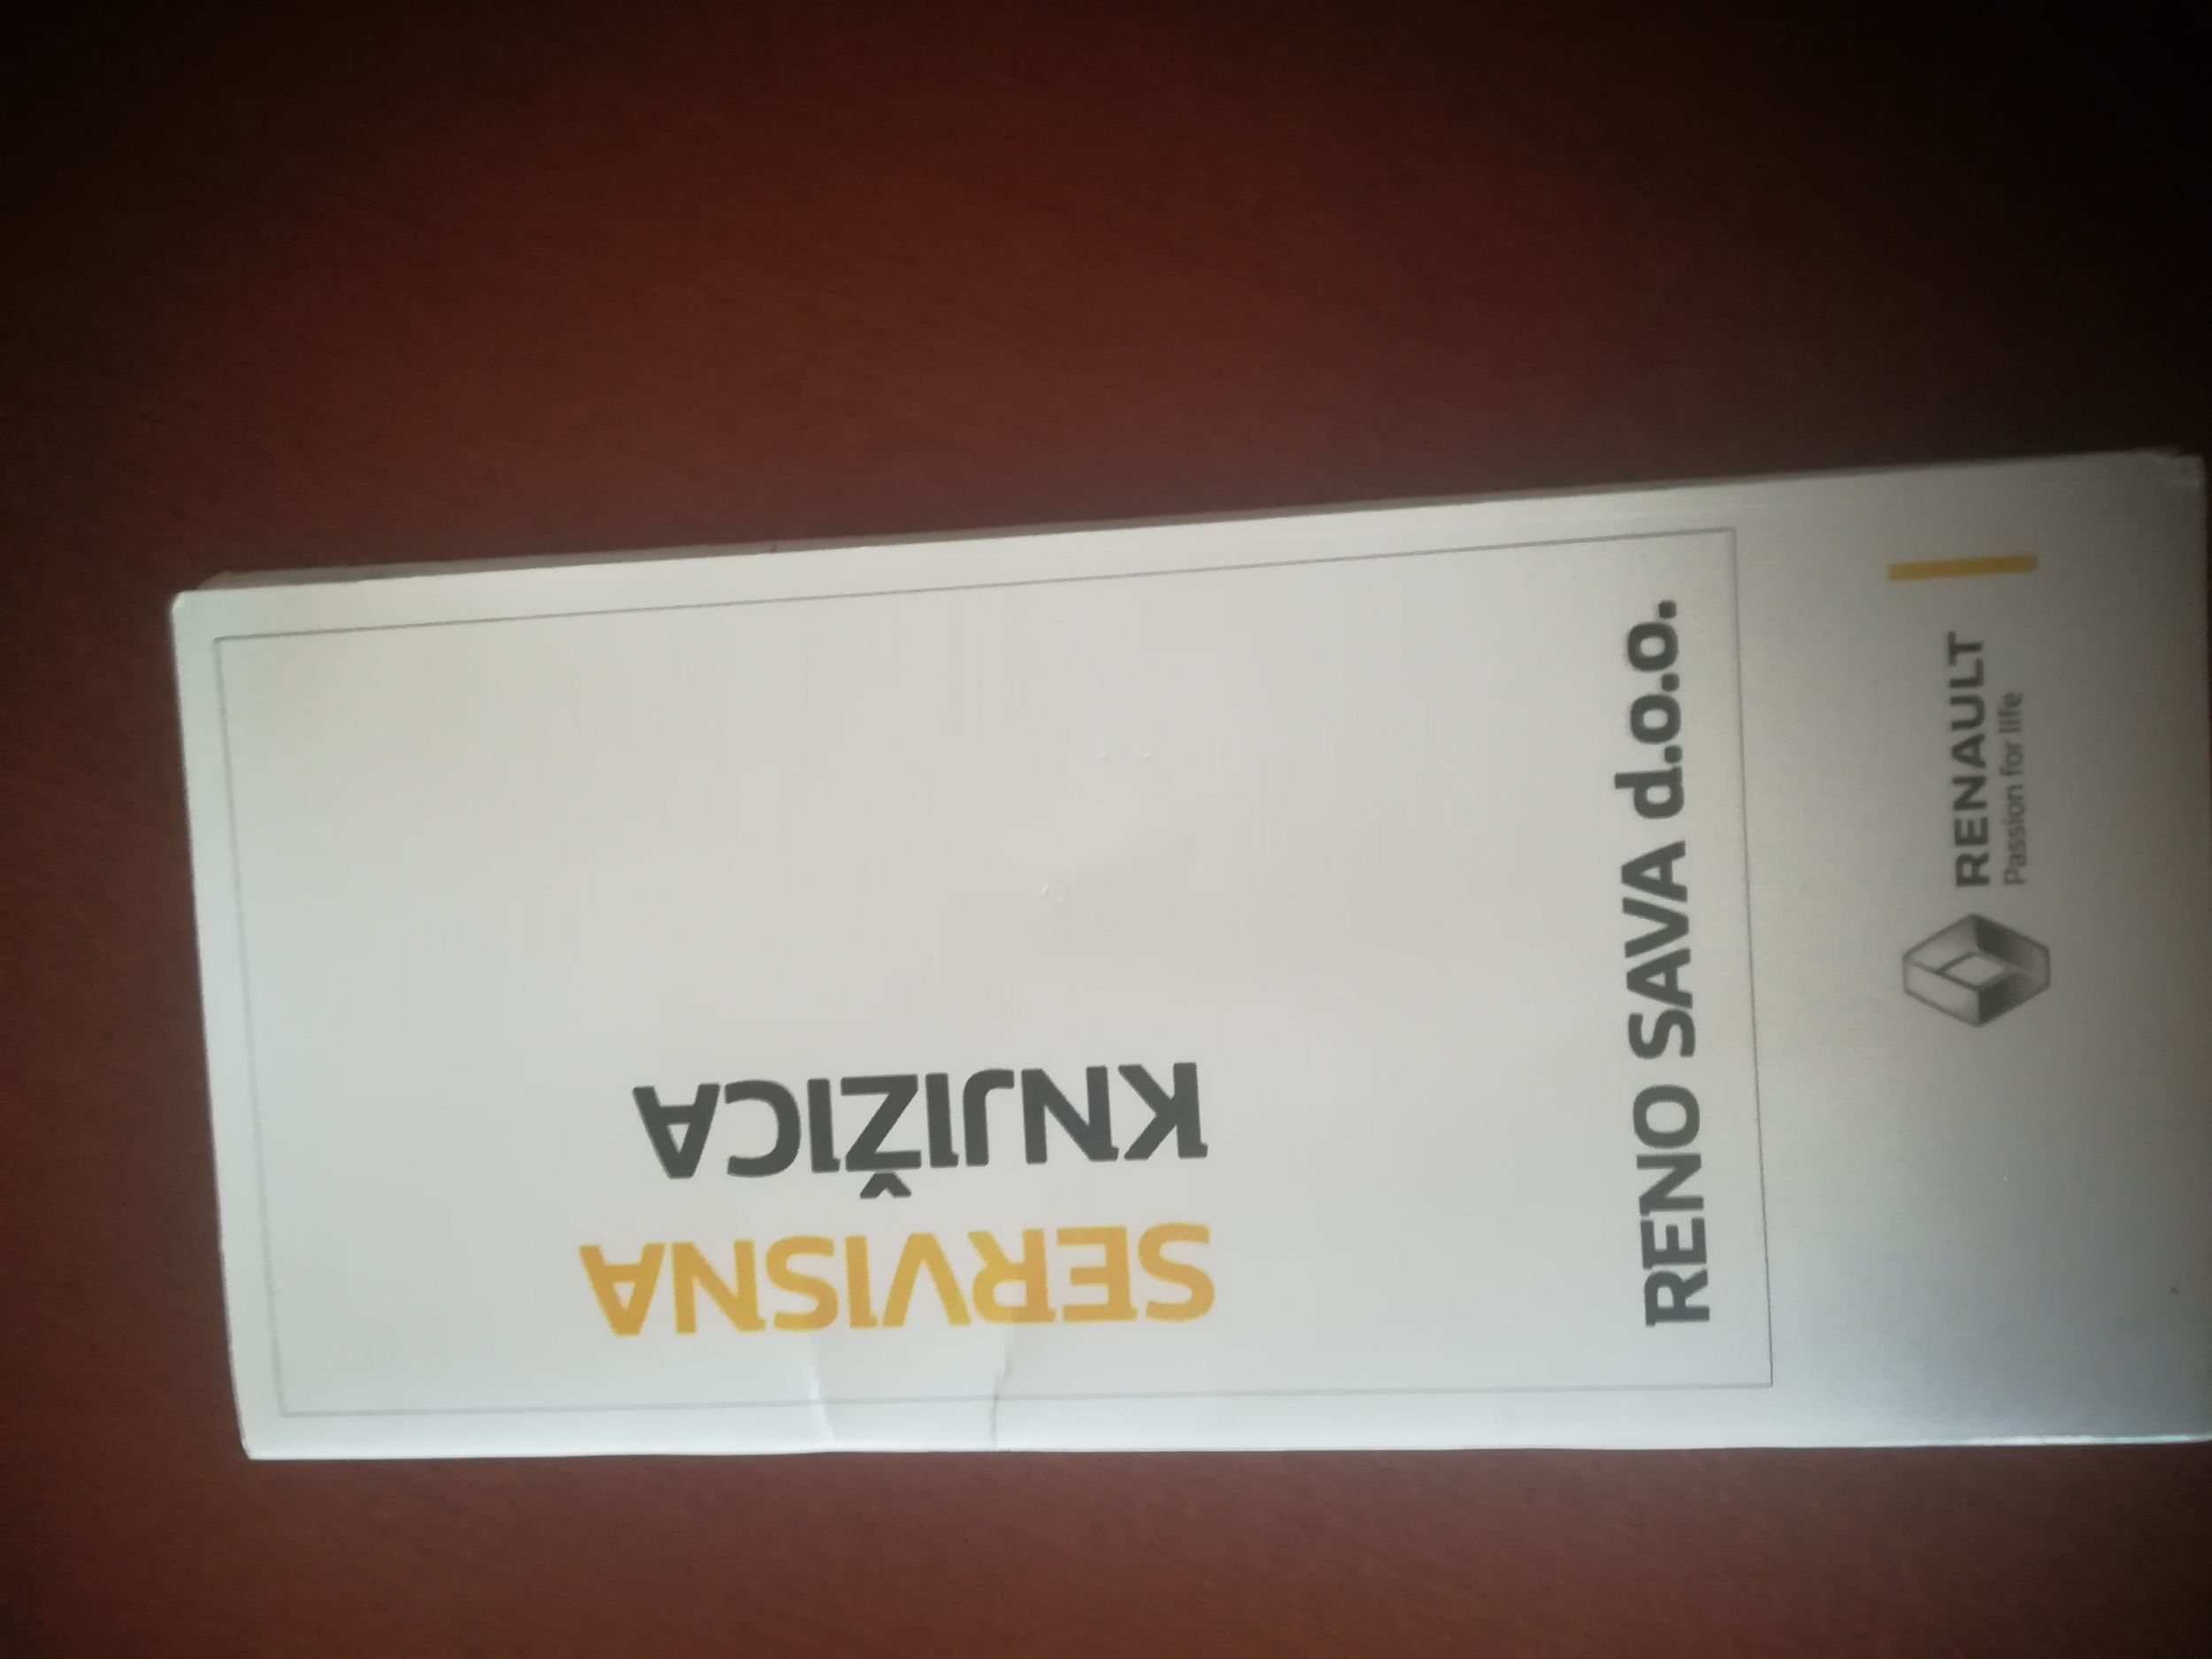 SERVISNA
KNJIŽICA
RENO SAVA d.o.o.
RENAULT
Passion for life